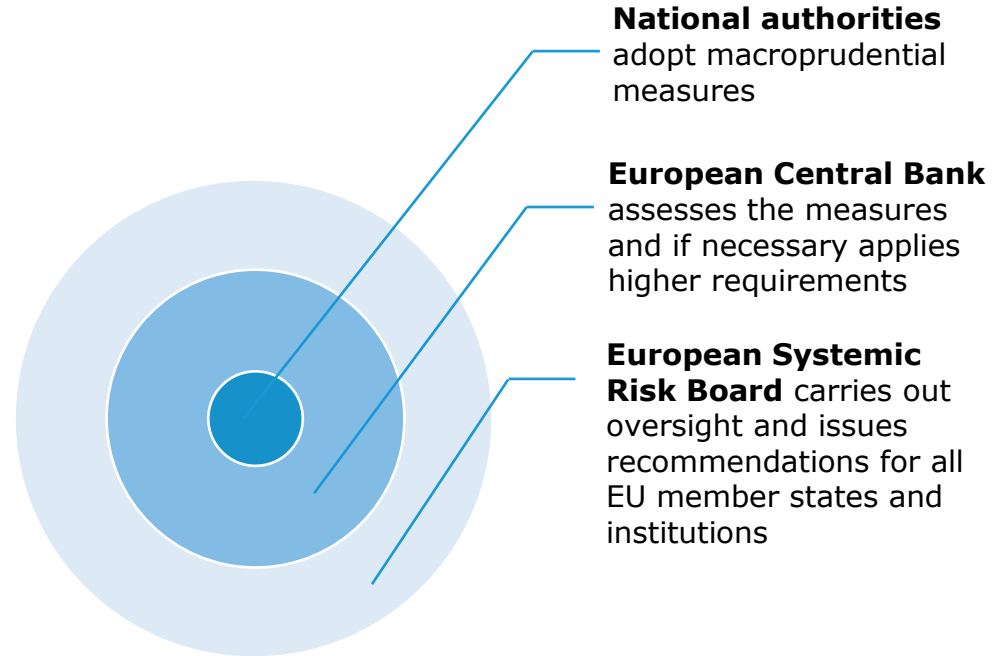 National authorities
adopt macroprudential
measures
European Central Bank
assesses the measures
and if necessary applies
higher requirements
European Systemic
Risk Board carries out
oversight and issues
recommendations for all
EU member states and
institutions